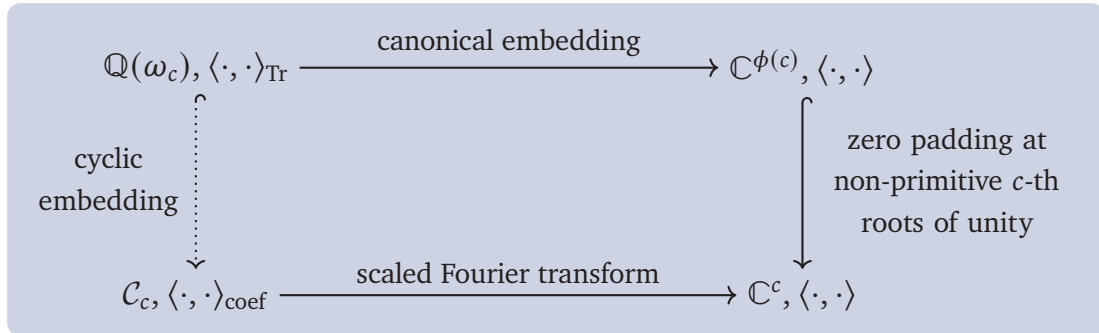 canonical embedding
ℚ(ω_c), ⟨·, ·⟩_Tr
ℂ^{ϕ(c)}, ⟨·, ·⟩
cyclic
embedding
zero padding at
non-primitive c-th
roots of unity
scaled Fourier transform
𝒞_c, ⟨·, ·⟩_coef
ℂ^c, ⟨·, ·⟩